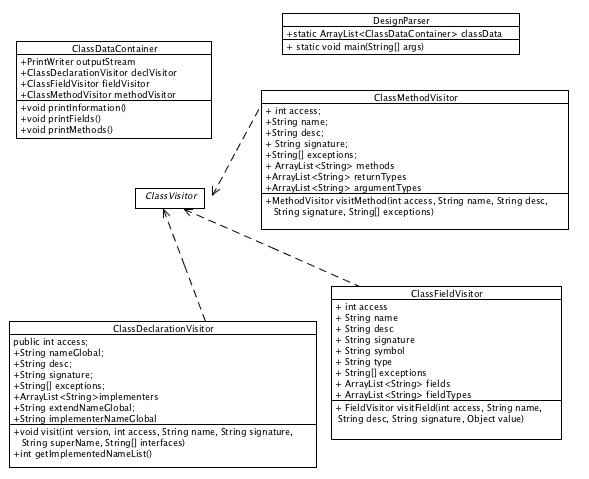 DesignParser
+static ArrayList<ClassDataContainer> classData
+ static void main(String[] args)
ClassDataContainer
+PrintWriter outputStream
+ClassDeclarationVisitor declVisitor
+ClassFieldVisitor fieldVisitor
+ClassMethodVisitor methodVisitor
+void printInformation()
+void printFields()
+void printMethods()
ClassMethodVisitor
+ int access;
+String name;
+String desc;
+ String signature;
+String[] exceptions;
+ ArrayList<String> methods
+ArrayList<String> returnTypes
+ArrayList<String> argumentTypes
+MethodVisitor visitMethod(int access, String name, String desc,
String signature, String[] exceptions)
ClassVisitor
ClassFieldVisitor
+ int access
+ String name
+ String desc
+ String signature
+ String symbol
+ String type
+ String[] exceptions
+ ArrayList<String> fields
+ ArrayList<String> fieldTypes
+ FieldVisitor visitField(int access, String name,
String desc, String signature, Object value)
ClassDeclarationVisitor
public int access;
+String nameGlobal;
+String desc;
+String signature;
+String[] exceptions;
+ArrayList<String>implementers
+String extendNameGlobal;
+String implementerNameGlobal
+void visit(int version, int access, String name, String signature,
String superName, String[] interfaces)
+int getImplementedNameList()